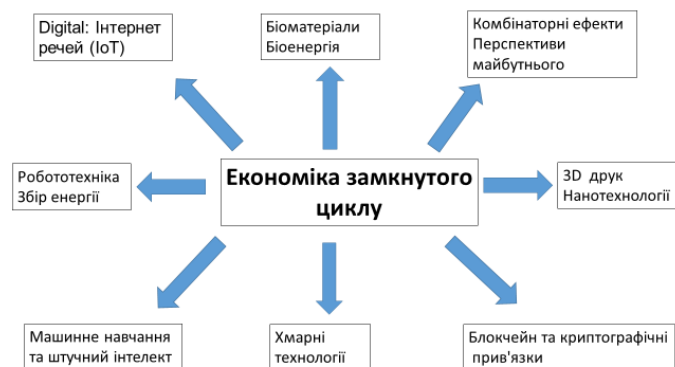 Digital: Інтернет
речей (IoT)
Біоматеріали
Біоенергія
Комбінаторні ефекти
Перспективи
майбутнього
Робототехніка
Збір енергії
Економіка замкнутого
циклу
3D друк
Нанотехнології
Машинне навчання
та штучний інтелект
Хмарні
технології
Блокчейн та криптографічні
прив'язки